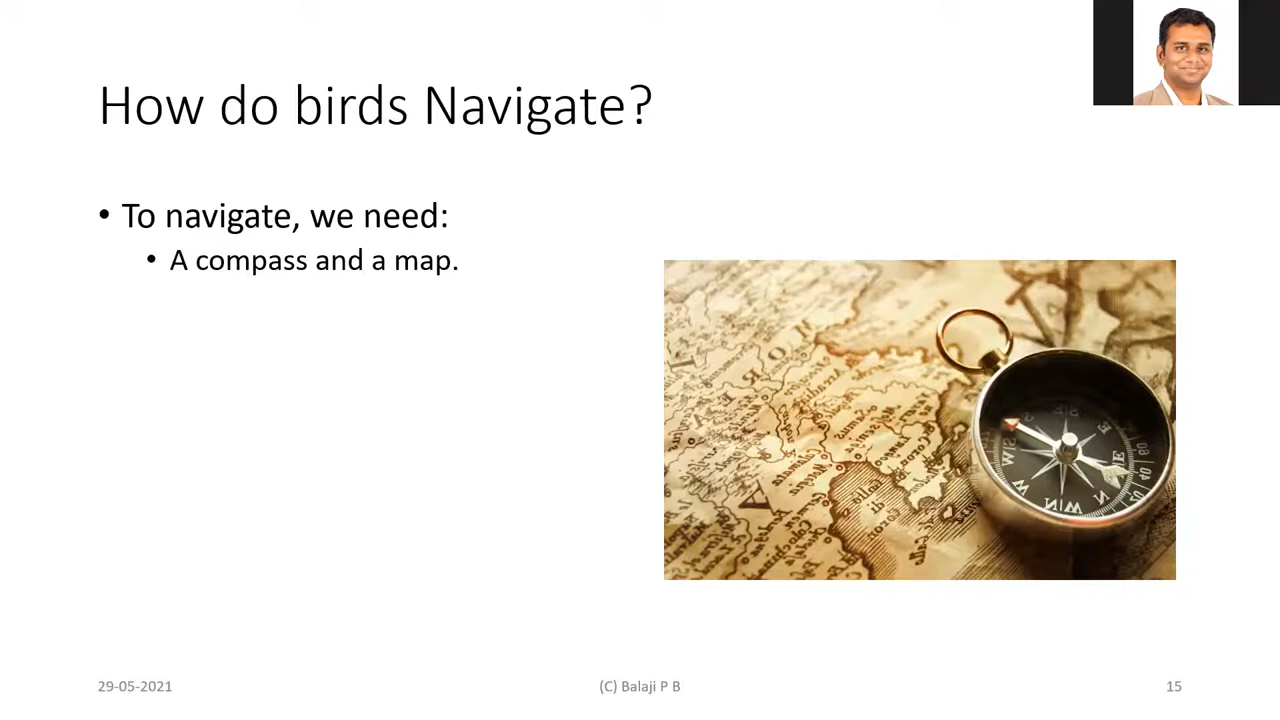 How do birds Navigate?
• To navigate, we need:
• A compass and a map.
29-05-2021
(C) Balaji P B
15